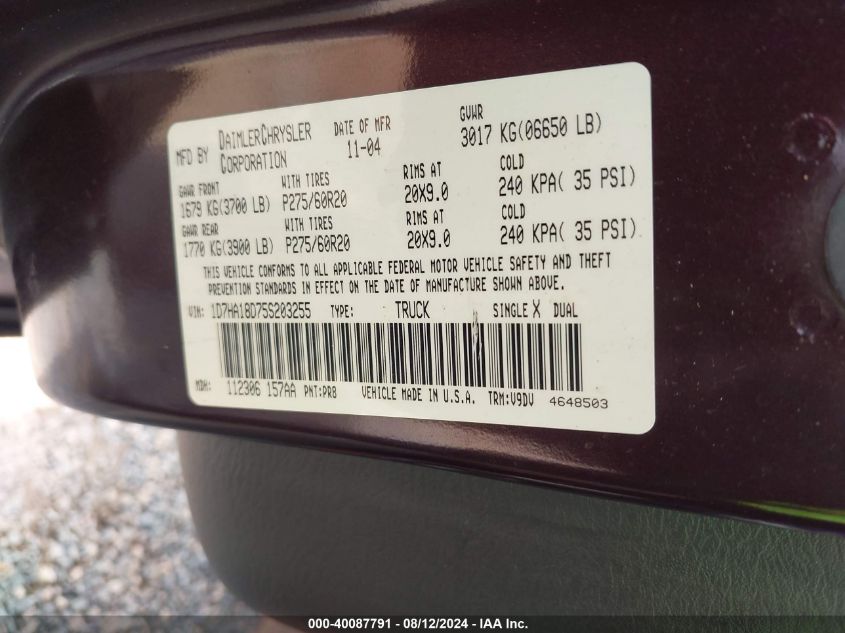 MFD BY DAIMLERCHRYSLER CORPORATION DATE OF MFR 11-04 GVWR 3017 KG(06650 LB)
GAWR FRONT WITH TIRES RIMS AT COLD
1679 KG(3700 LB) P275/60R20 20X9.0 240 KPA( 35 PSI)
GAWR REAR WITH TIRES RIMS AT COLD
1770 KG(3900 LB) P275/60R20 20X9.0 240 KPA( 35 PSI)
THIS VEHICLE CONFORMS TO ALL APPLICABLE FEDERAL MOTOR VEHICLE SAFETY AND THEFT
PREVENTION STANDARDS IN EFFECT ON THE DATE OF MANUFACTURE SHOWN ABOVE.
VIN: 1D7HA18D75S203255 TYPE: TRUCK SINGLE X DUAL
MDH: 112306 157AA PNT:PR8 VEHICLE MADE IN U.S.A. TRM:V9DV 4648503
000-40087791 - 08/12/2024 - IAA Inc.